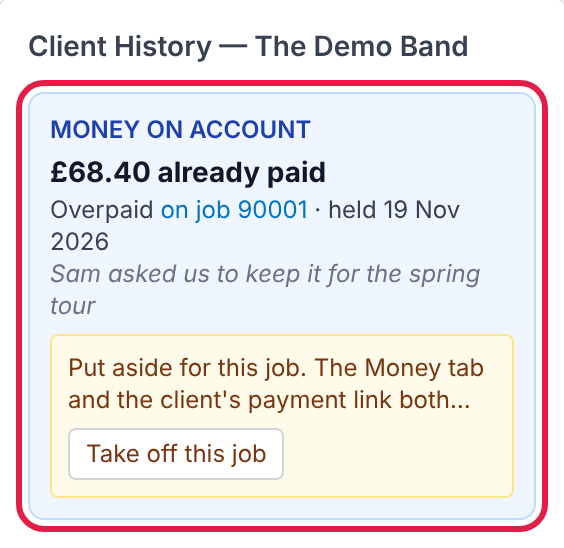 Client History — The Demo Band
MONEY ON ACCOUNT
£68.40 already paid
Overpaid on job 90001 · held 19 Nov
2026
Sam asked us to keep it for the spring
tour
Put aside for this job. The Money tab
and the client's payment link both...
Take off this job